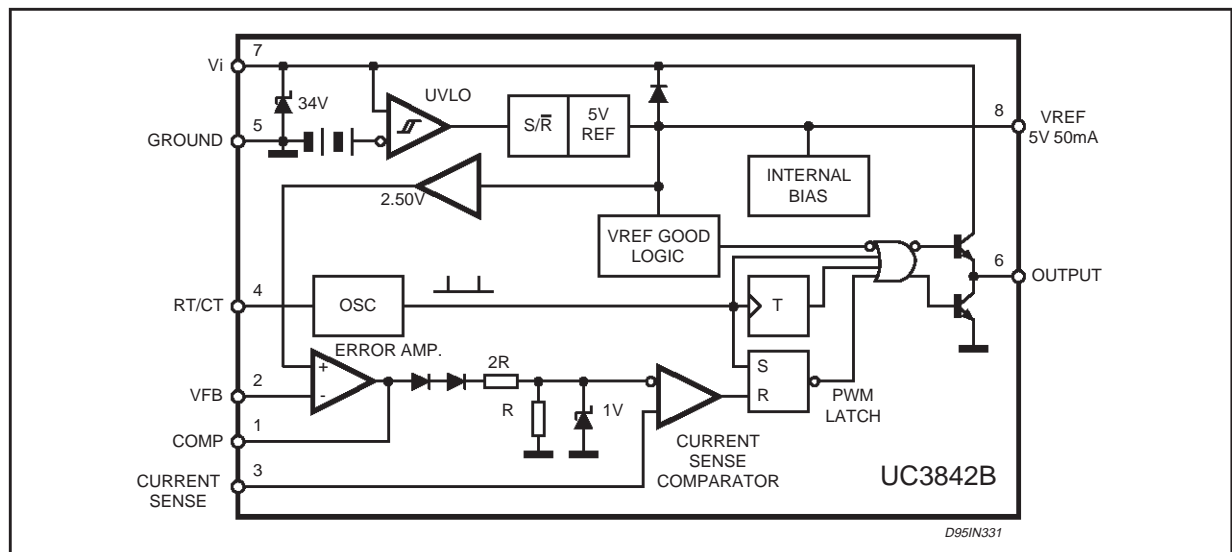 7
Vi
34V
UVLO
S/R̅
5V
REF
8
VREF
5V 50mA
5
GROUND
INTERNAL
BIAS
2.50V
VREF GOOD
LOGIC
6
OUTPUT
4
RT/CT
OSC
T
ERROR AMP.
2R
S
+
2
VFB
-
R
1V
R
PWM
LATCH
1
COMP
CURRENT
SENSE
COMPARATOR
3
CURRENT
SENSE
UC3842B
D95IN331